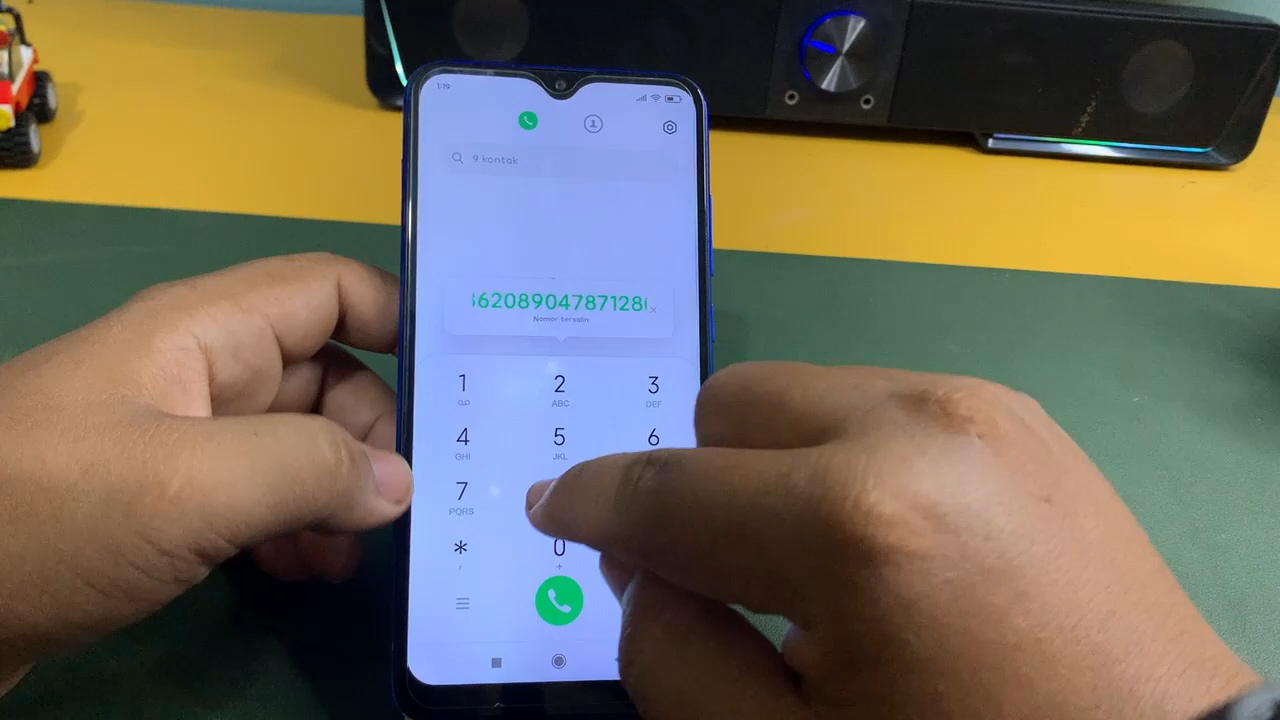 1:19
9 kontak
36208904787128
Nomor tersalin
1 2 3
ABC DEF
4 5 6
GHI JKL
7
PQRS
* 0
, +